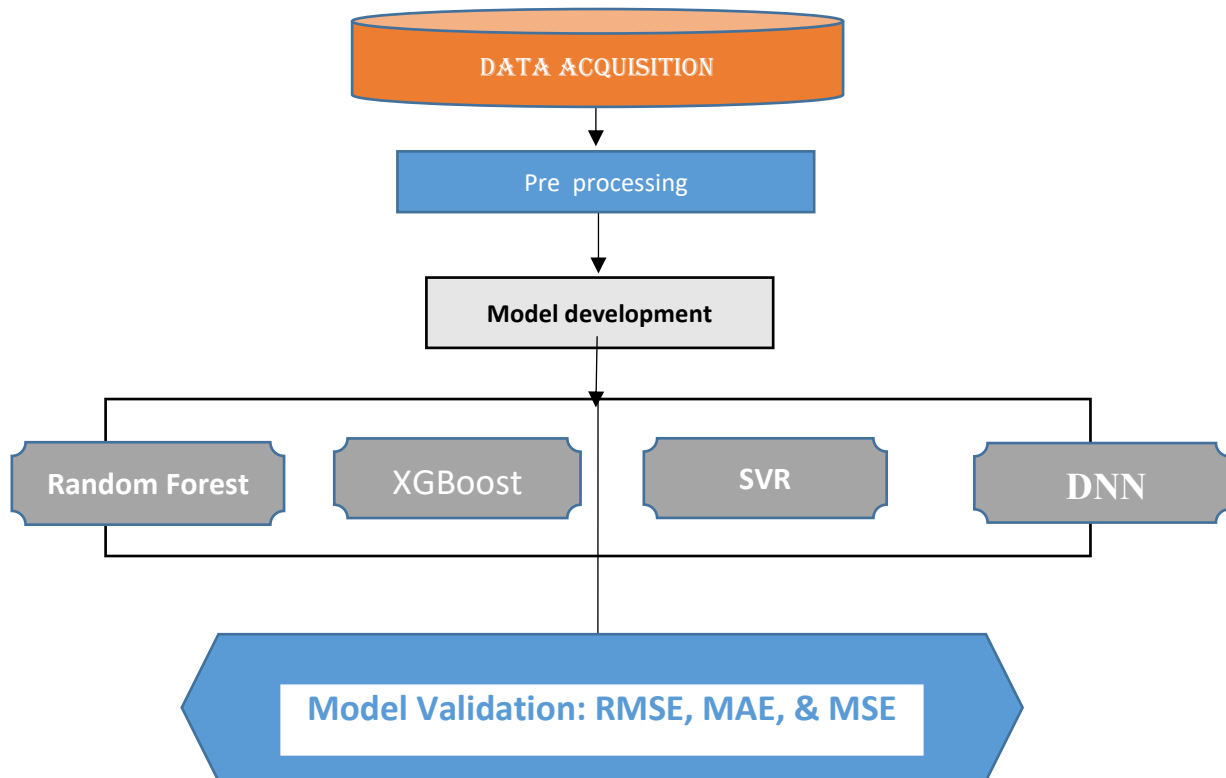 DATA ACQUISITION
Pre processing
Model development
Random Forest
XGBoost
SVR
DNN
Model Validation: RMSE, MAE, & MSE